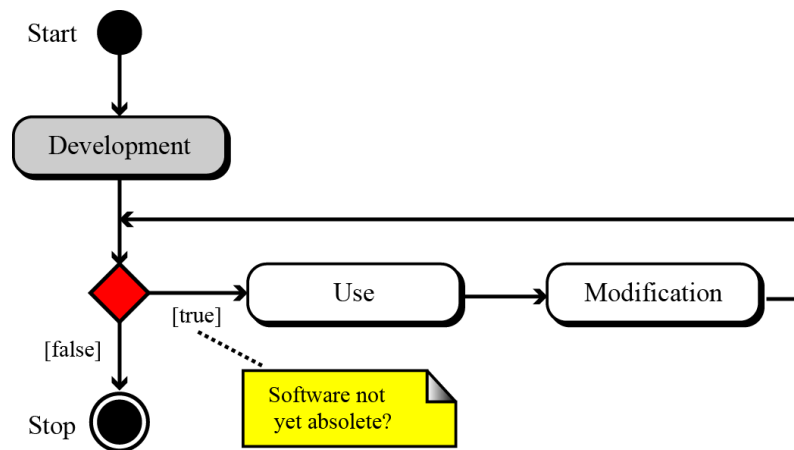 Start
Development
Use
Modification
[true]
[false]
Software not
yet absolete?
Stop